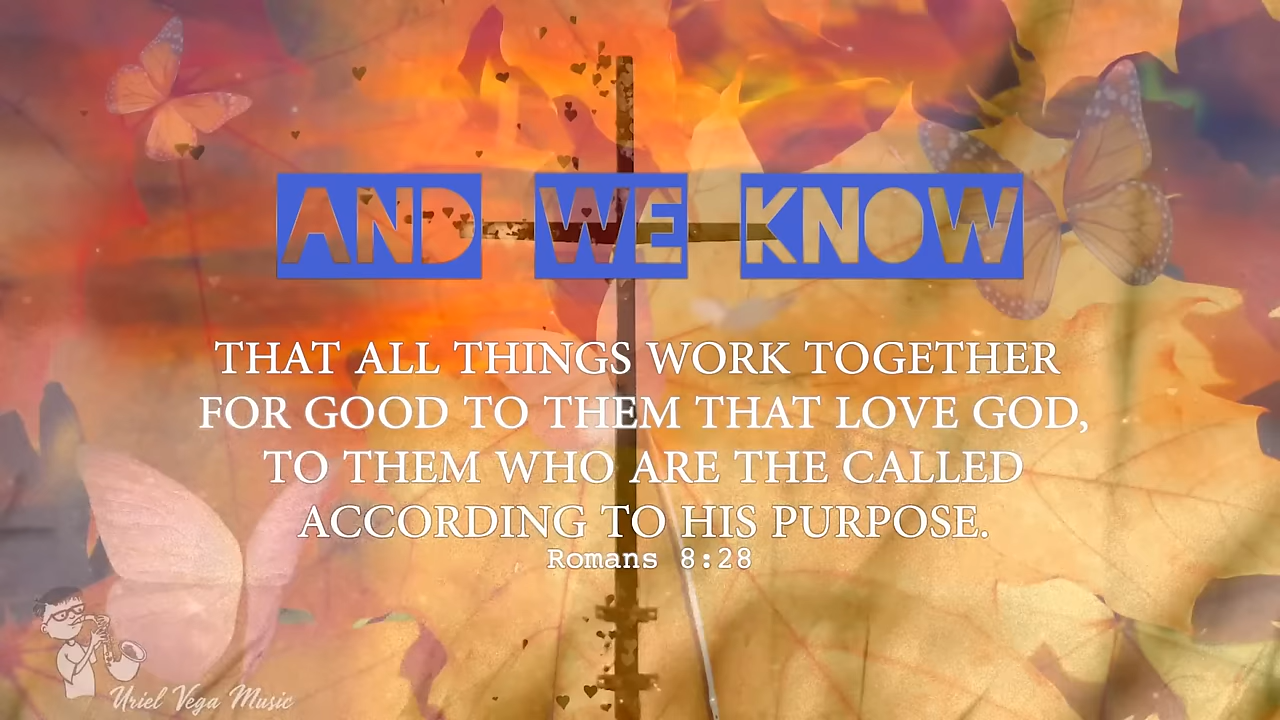 AND WE KNOW
THAT ALL THINGS WORK TOGETHER
FOR GOOD TO THEM THAT LOVE GOD,
TO THEM WHO ARE THE CALLED
ACCORDING TO HIS PURPOSE.
Romans 8:28
Uriel Vega Music